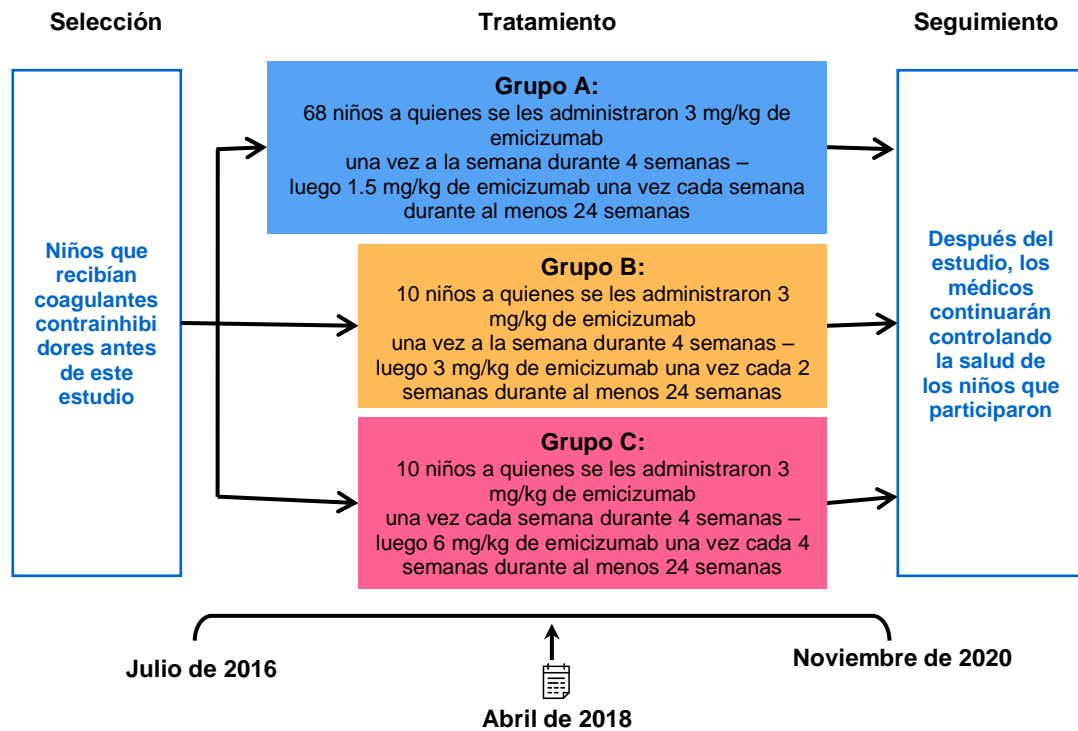 Selección
Tratamiento
Seguimiento
Niños que
recibían
coagulantes
contrainhibi
dores antes
de este
estudio
Grupo A:
68 niños a quienes se les administraron 3 mg/kg de
emicizumab
una vez a la semana durante 4 semanas –
luego 1.5 mg/kg de emicizumab una vez cada semana
durante al menos 24 semanas
Grupo B:
10 niños a quienes se les administraron 3
mg/kg de emicizumab
una vez a la semana durante 4 semanas –
luego 3 mg/kg de emicizumab una vez cada 2
semanas durante al menos 24 semanas
Grupo C:
10 niños a quienes se les administraron 3
mg/kg de emicizumab
una vez cada semana durante 4 semanas –
luego 6 mg/kg de emicizumab una vez cada 4
semanas durante al menos 24 semanas
Después del
estudio, los
médicos
continuarán
controlando
la salud de
los niños que
participaron
Julio de 2016
Abril de 2018
Noviembre de 2020